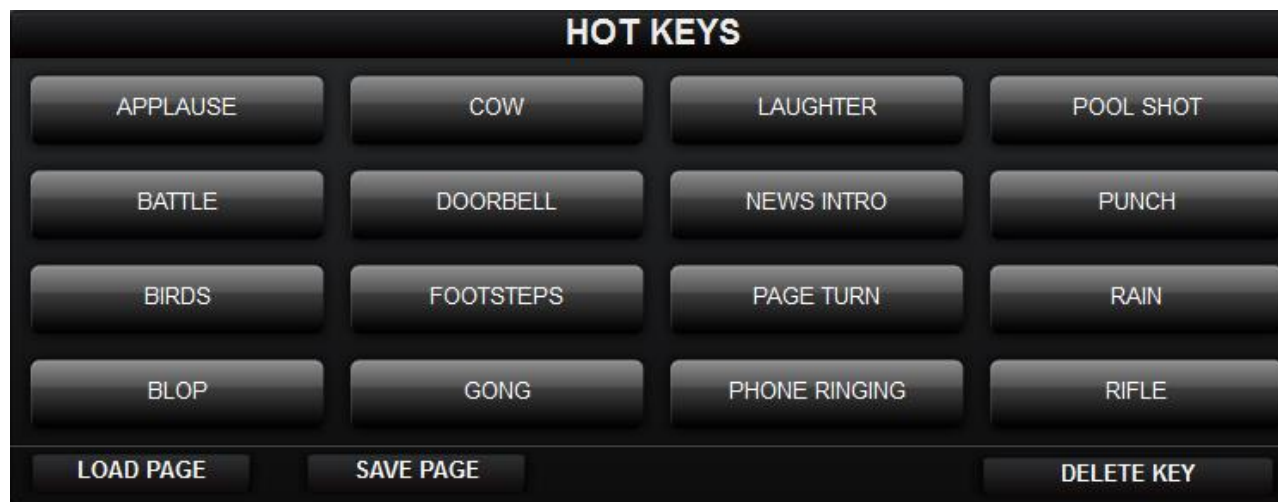 HOT KEYS
APPLAUSE COW LAUGHTER POOL SHOT
BATTLE DOORBELL NEWS INTRO PUNCH
BIRDS FOOTSTEPS PAGE TURN RAIN
BLOP GONG PHONE RINGING RIFLE
LOAD PAGE SAVE PAGE DELETE KEY